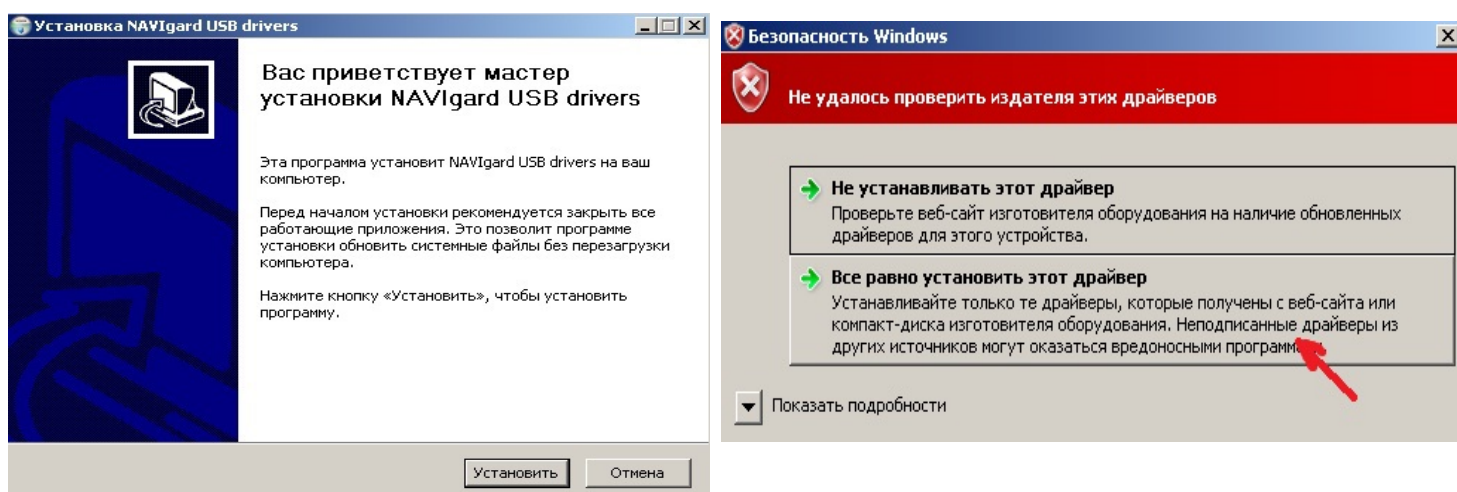 Установка NAVIgard USB drivers
Вас приветствует мастер
установки NAVIgard USB drivers
Эта программа установит NAVIgard USB drivers на ваш
компьютер.
Перед началом установки рекомендуется закрыть все
работающие приложения. Это позволит программе
установки обновить системные файлы без перезагрузки
компьютера.
Нажмите кнопку «Установить», чтобы установить
программу.
Установить
Отмена
Безопасность Windows
Не удалось проверить издателя этих драйверов
Не устанавливать этот драйвер
Проверьте веб-сайт изготовителя оборудования на наличие обновленных
драйверов для этого устройства.
Все равно установить этот драйвер
Устанавливайте только те драйверы, которые получены с веб-сайта или
компакт-диска изготовителя оборудования. Неподписанные драйверы из
других источников могут оказаться вредоносными
Показать подробности